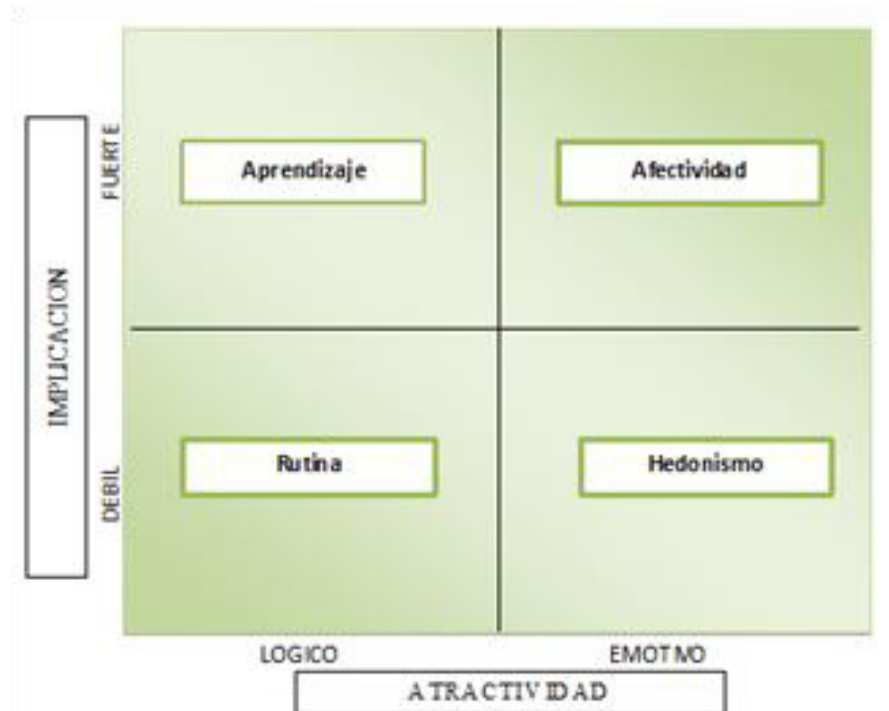 IMPLICACION
FUERTE
DEBIL
Aprendizaje
Afectividad
Rutina
Hedonismo
LOGICO
EMOTIVO
ATRACTIVIDAD